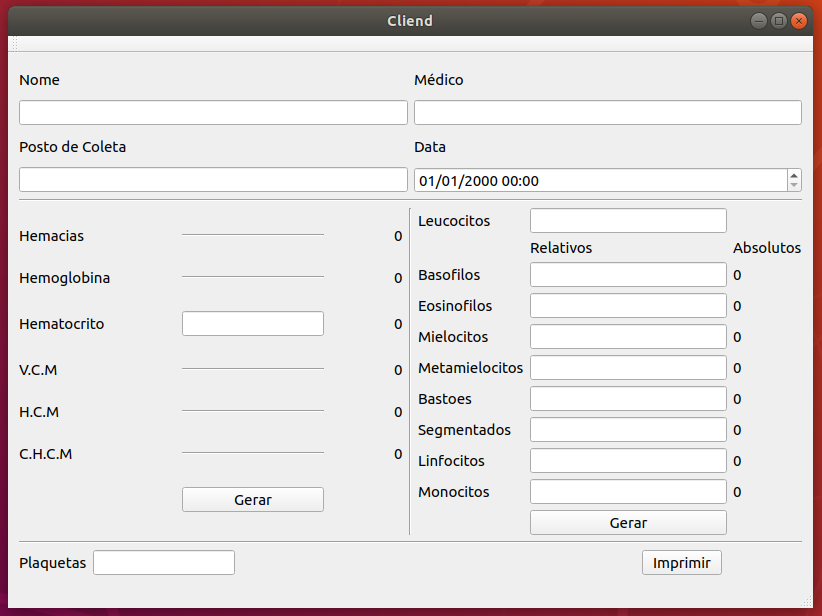 Cliend
Nome Médico
Posto de Coleta Data
01/01/2000 00:00
Hemacias 0
Hemoglobina 0
Hematocrito 0
V.C.M 0
H.C.M 0
C.H.C.M 0
Gerar
Leucocitos
Relativos Absolutos
Basofilos 0
Eosinofilos 0
Mielocitos 0
Metamielocitos 0
Bastoes 0
Segmentados 0
Linfocitos 0
Monocitos 0
Gerar
Plaquetas Imprimir